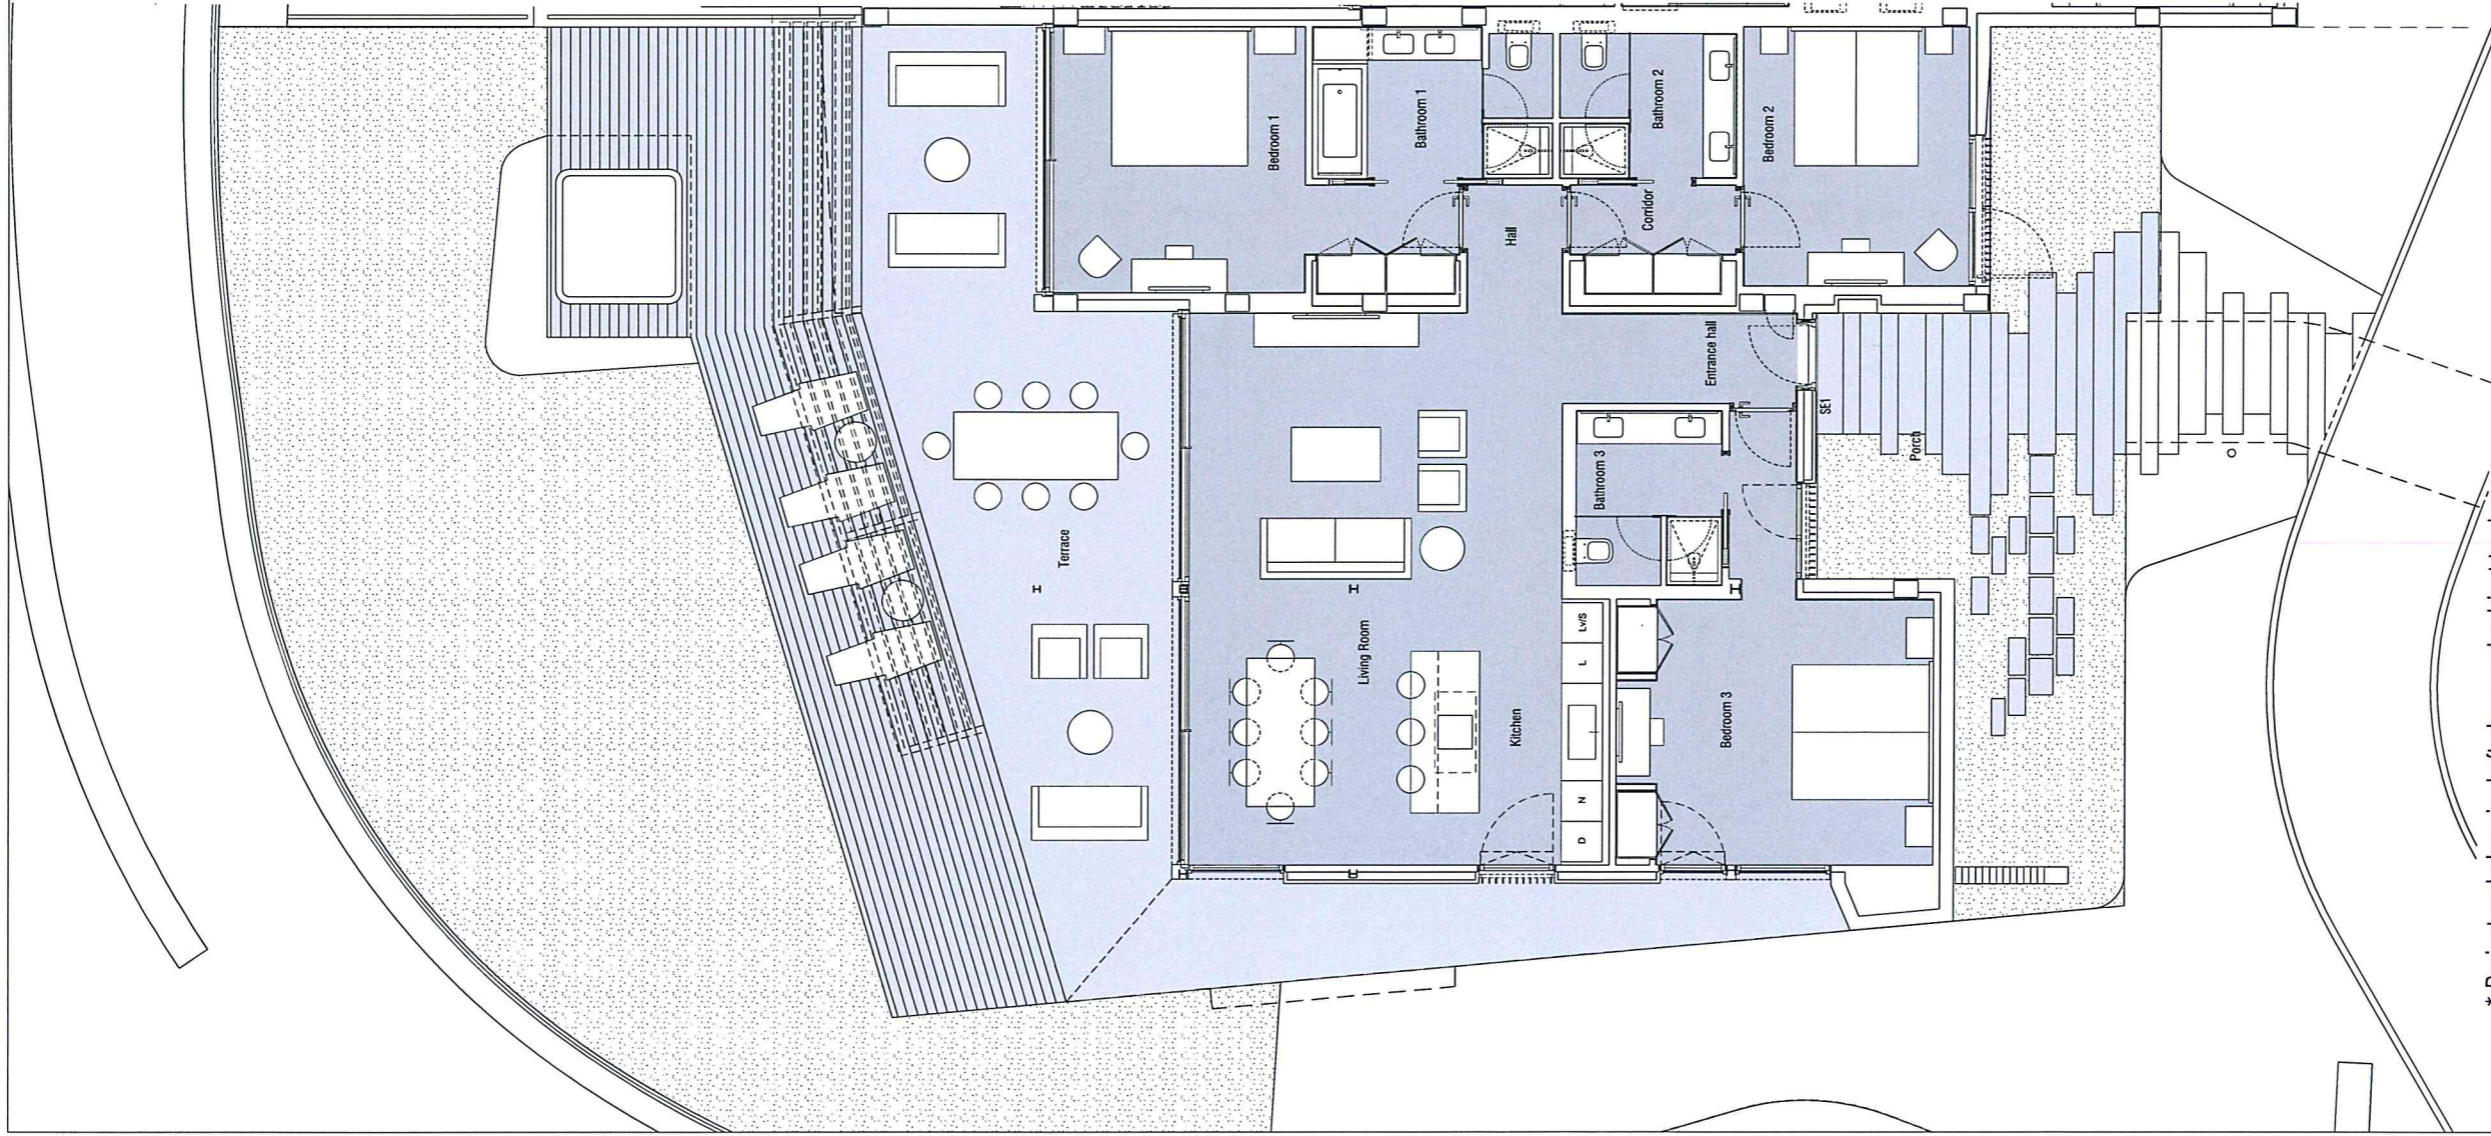 Terrace
Living Room
Kitchen
Bedroom 1
Bathroom 1
Hall
Corridor
Bathroom 2
Bedroom 2
Entrance hall
SE1
Porch
Bathroom 3
Bedroom 3
D
N
L
Lv/S